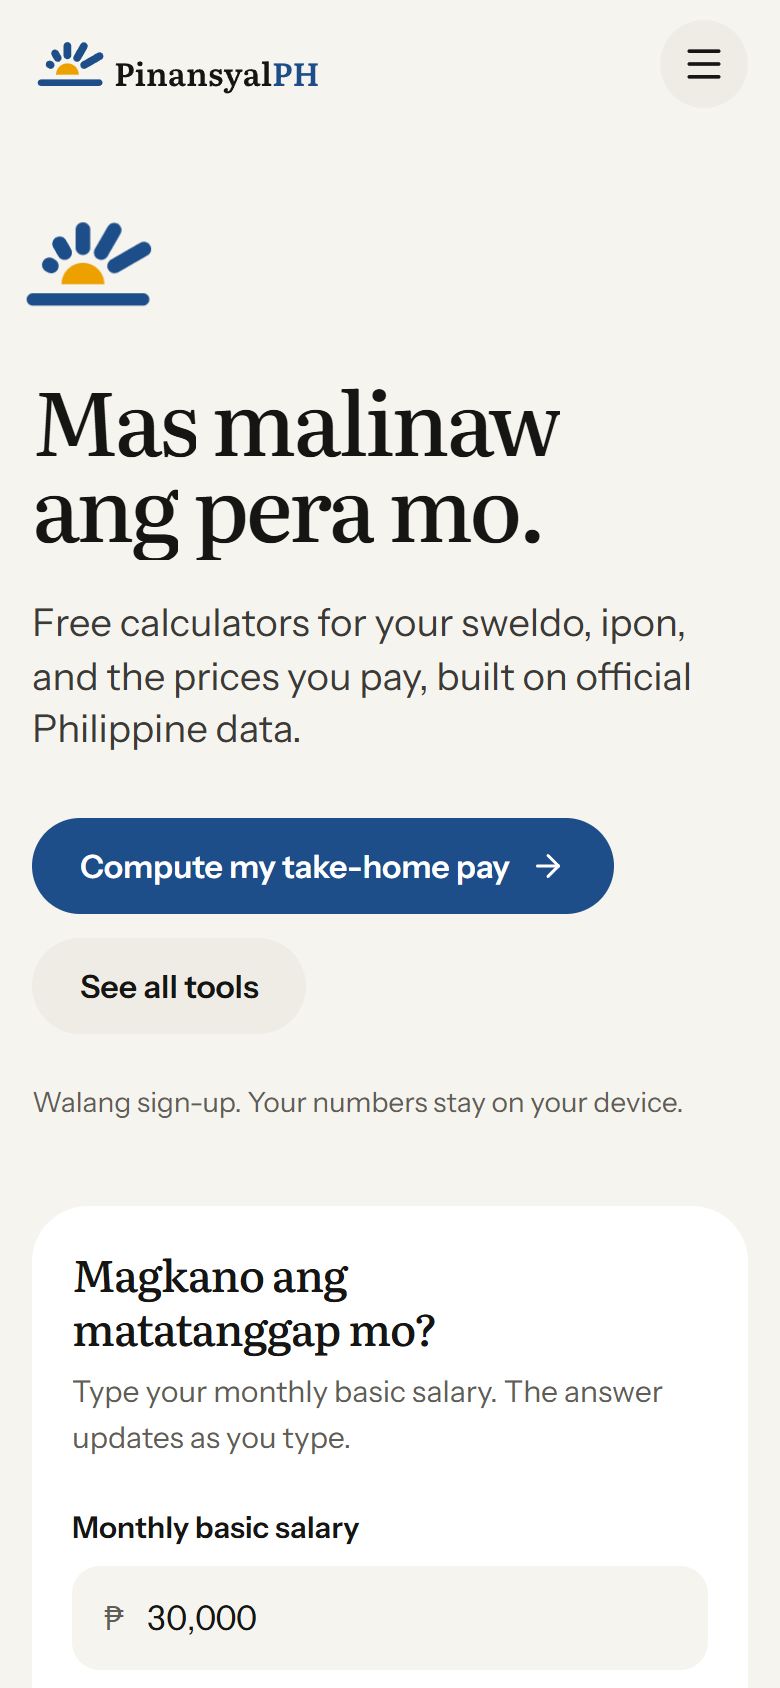 PinansyalPH
Mas malinaw
ang pera mo.
Free calculators for your sweldo, ipon,
and the prices you pay, built on official
Philippine data.
Compute my take-home pay →
See all tools
Walang sign-up. Your numbers stay on your device.
Magkano ang
matatanggap mo?
Type your monthly basic salary. The answer
updates as you type.
Monthly basic salary
₱ 30,000